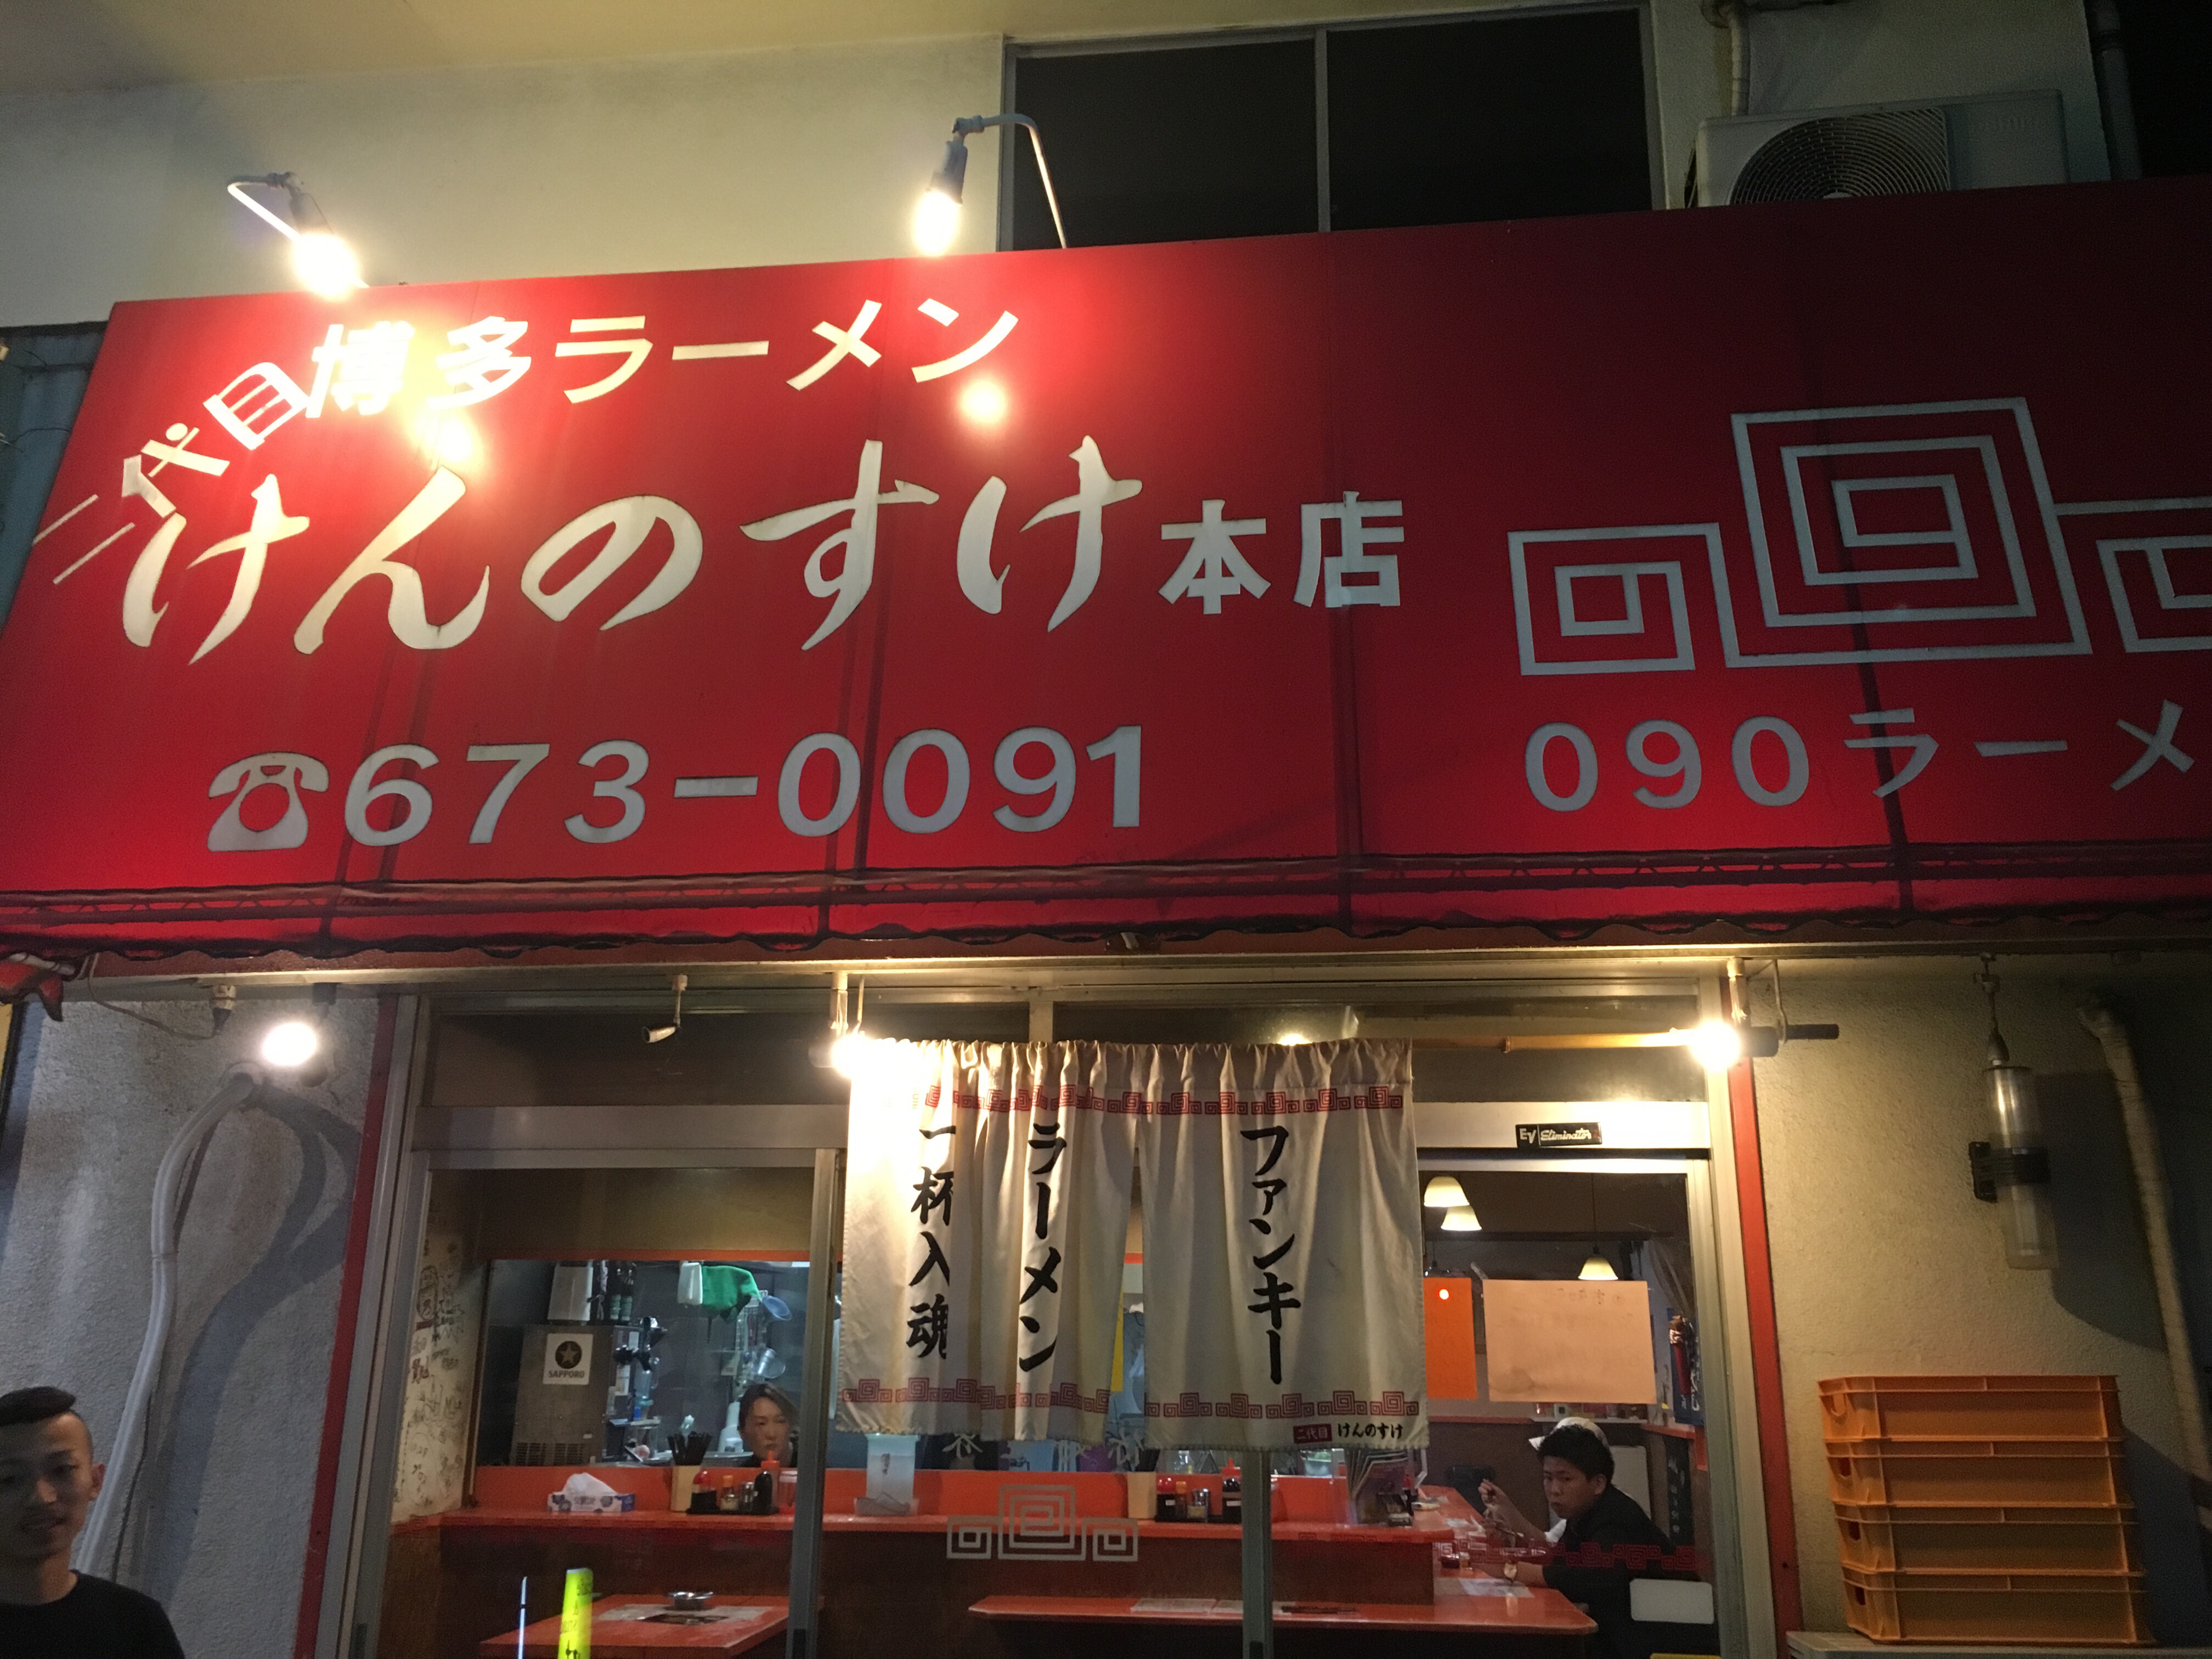 二代目博多ラーメン
けんのすけ本店
☎673-0091
090ラーメ
一杯入魂
ラーメン
ファンキー
二代目 けんのすけ
EV Eliminator
SAPPORO